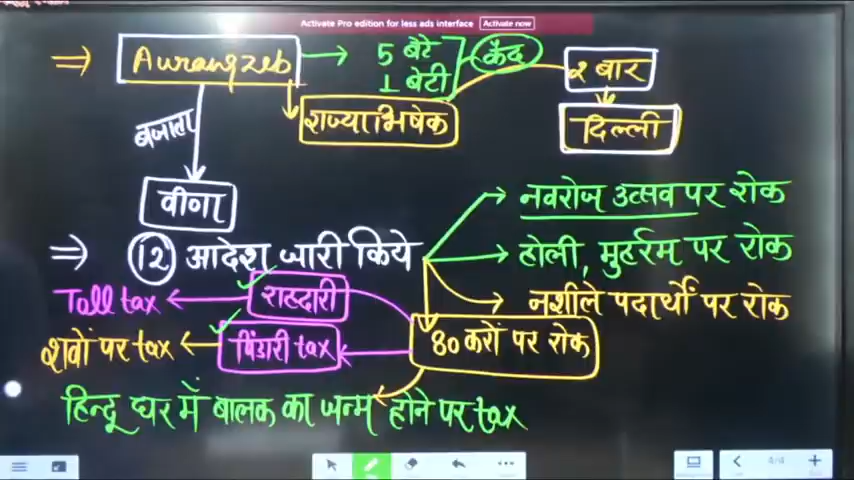 Activate Pro edition for less ads interface Activate now
⇒ Aurangzeb → 5 बेटे
1 बेटी
कैद
2 बार
दिल्ली
राज्याभिषेक
बजाता
वीणा
⇒ 12 आदेश जारी किये
नवरोज उत्सव पर रोक
होली, मुहर्रम पर रोक
नशीले पदार्थों पर रोक
80 करों पर रोक
राहदारी → Toll tax
पिंडारी tax → शवों पर tax
हिन्दू घर में बालक का जन्म होने पर tax
4/4